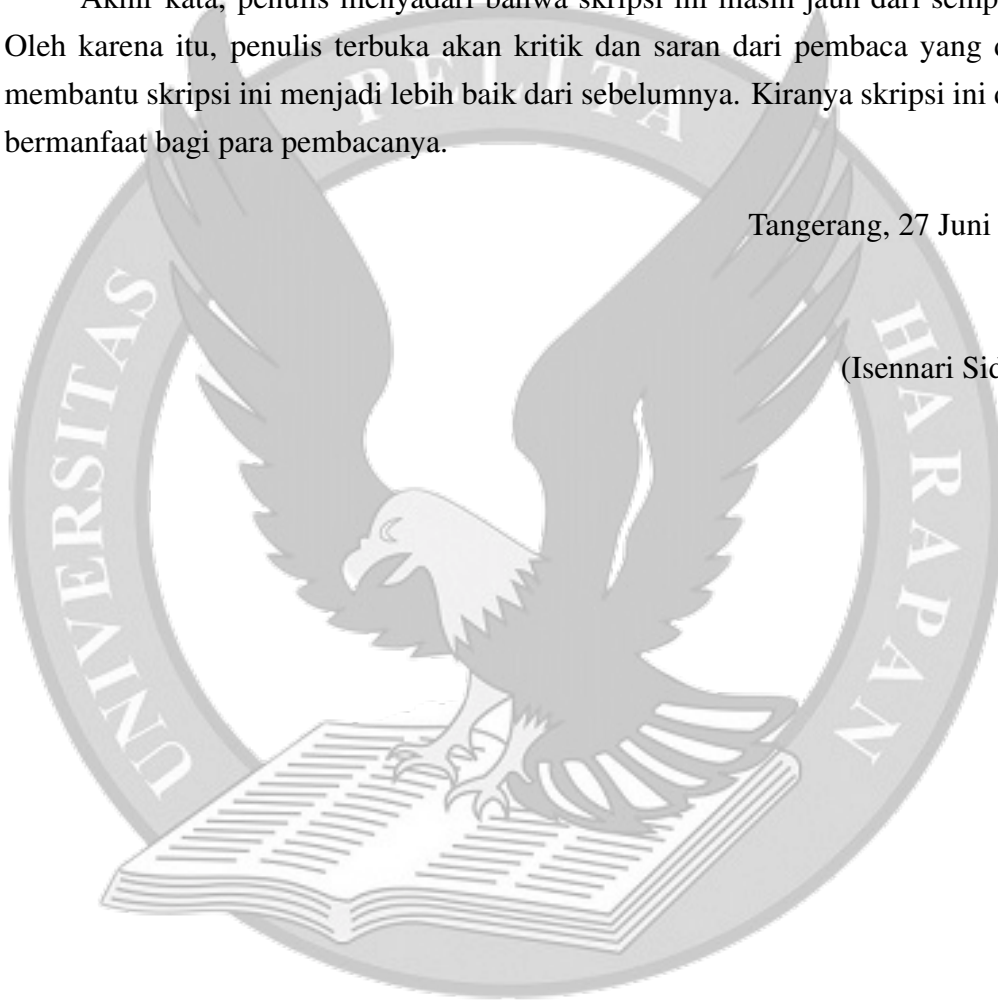 Akhir kata, penulis menyadari bahwa skripsi ini masih jauh dari
Oleh karena itu, penulis terbuka akan kritik dan saran dari pembaca yang
membantu skripsi ini menjadi lebih baik dari sebelumnya. Kiranya skripsi ini
bermanfaat bagi para pembacanya.
Tangerang, 27 Juni
(Isennari
UNIVERSITAS PELITA HARAPAN